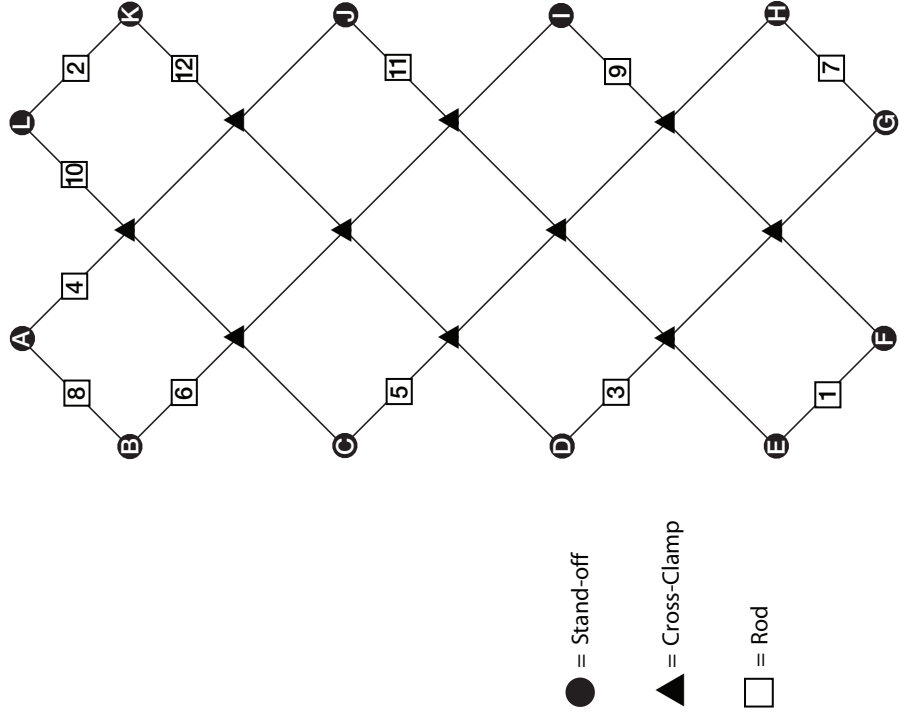 L
2
K
10
12
A
4
8
6
B
J
11
C
5
I
9
D
3
H
7
G
E
1
F
= Stand-off
= Cross-Clamp
= Rod